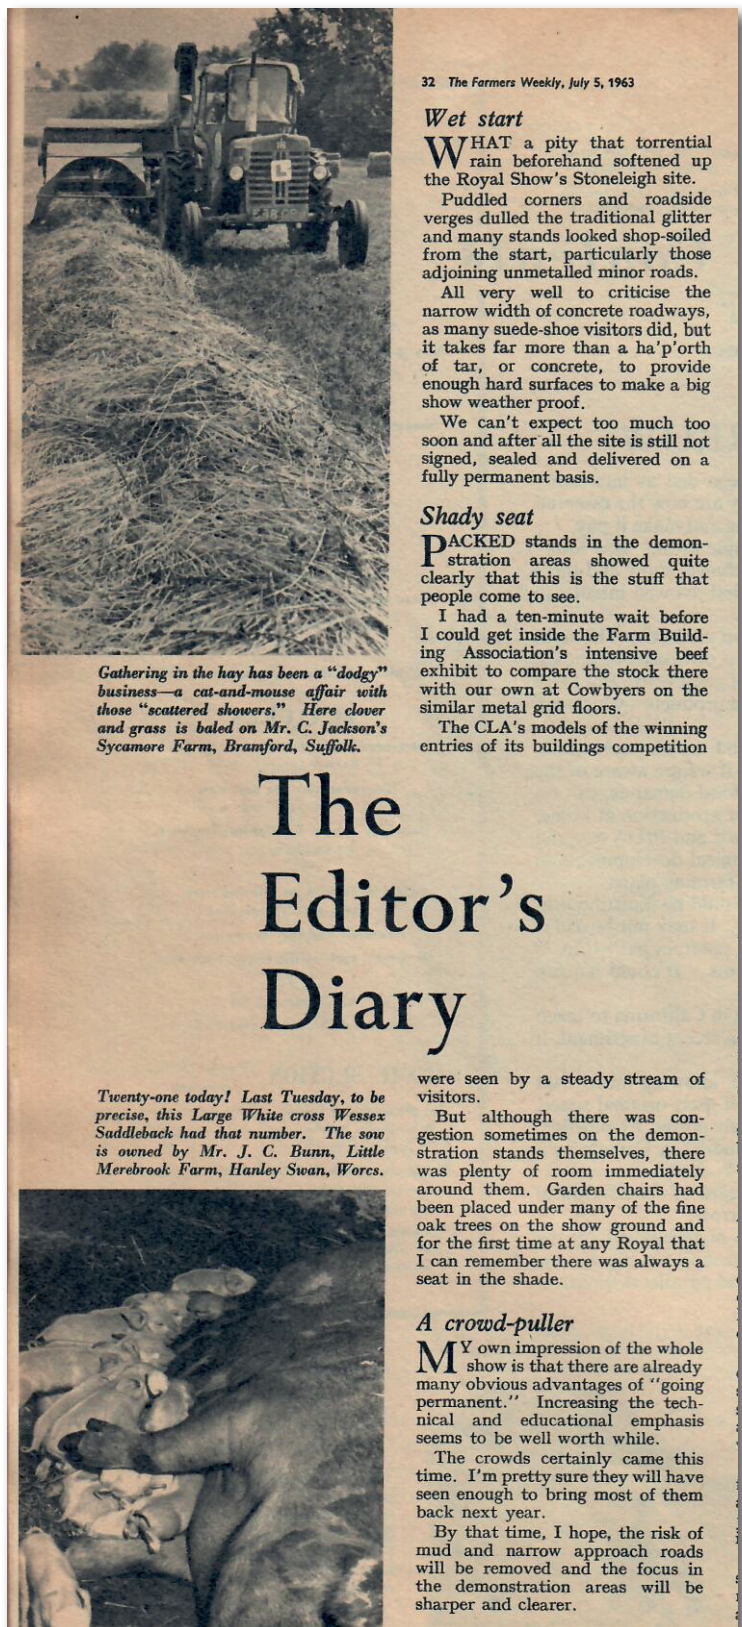 32 The Farmers Weekly, July 5, 1963
Wet start
WHAT a pity that torrential
rain beforehand softened up
the Royal Show's Stoneleigh site.
Puddled corners and roadside
verges dulled the traditional glitter
and many stands looked shop-soiled
from the start, particularly those
adjoining unmetalled minor roads.
All very well to criticise the
narrow width of concrete roadways,
as many suede-shoe visitors did, but
it takes far more than a ha'p'orth
of tar, or concrete, to provide
enough hard surfaces to make a big
show weather proof.
We can't expect too much too
soon and after all the site is still not
signed, sealed and delivered on a
fully permanent basis.
Shady seat
PACKED stands in the demon-
stration areas showed quite
clearly that this is the stuff that
people come to see.
I had a ten-minute wait before
I could get inside the Farm Build-
ing Association's intensive beef
exhibit to compare the stock there
with our own at Cowbyers on the
similar metal grid floors.
The CLA's models of the winning
entries of its buildings competition
L
Gathering in the hay has been a "dodgy"
business—a cat-and-mouse affair with
those "scattered showers." Here clover
and grass is baled on Mr. C. Jackson's
Sycamore Farm, Bramford, Suffolk.
The
Editor's
Diary
Twenty-one today! Last Tuesday, to be
precise, this Large White cross Wessex
Saddleback had that number. The sow
is owned by Mr. J. C. Bunn, Little
Merebrook Farm, Hanley Swan, Worcs.
were seen by a steady stream of
visitors.
But although there was con-
gestion sometimes on the demon-
stration stands themselves, there
was plenty of room immediately
around them. Garden chairs had
been placed under many of the fine
oak trees on the show ground and
for the first time at any Royal that
I can remember there was always a
seat in the shade.
A crowd-puller
MY own impression of the whole
show is that there are already
many obvious advantages of "going
permanent." Increasing the tech-
nical and educational emphasis
seems to be well worth while.
The crowds certainly came this
time. I'm pretty sure they will have
seen enough to bring most of them
back next year.
By that time, I hope, the risk of
mud and narrow approach roads
will be removed and the focus in
the demonstration areas will be
sharper and clearer.